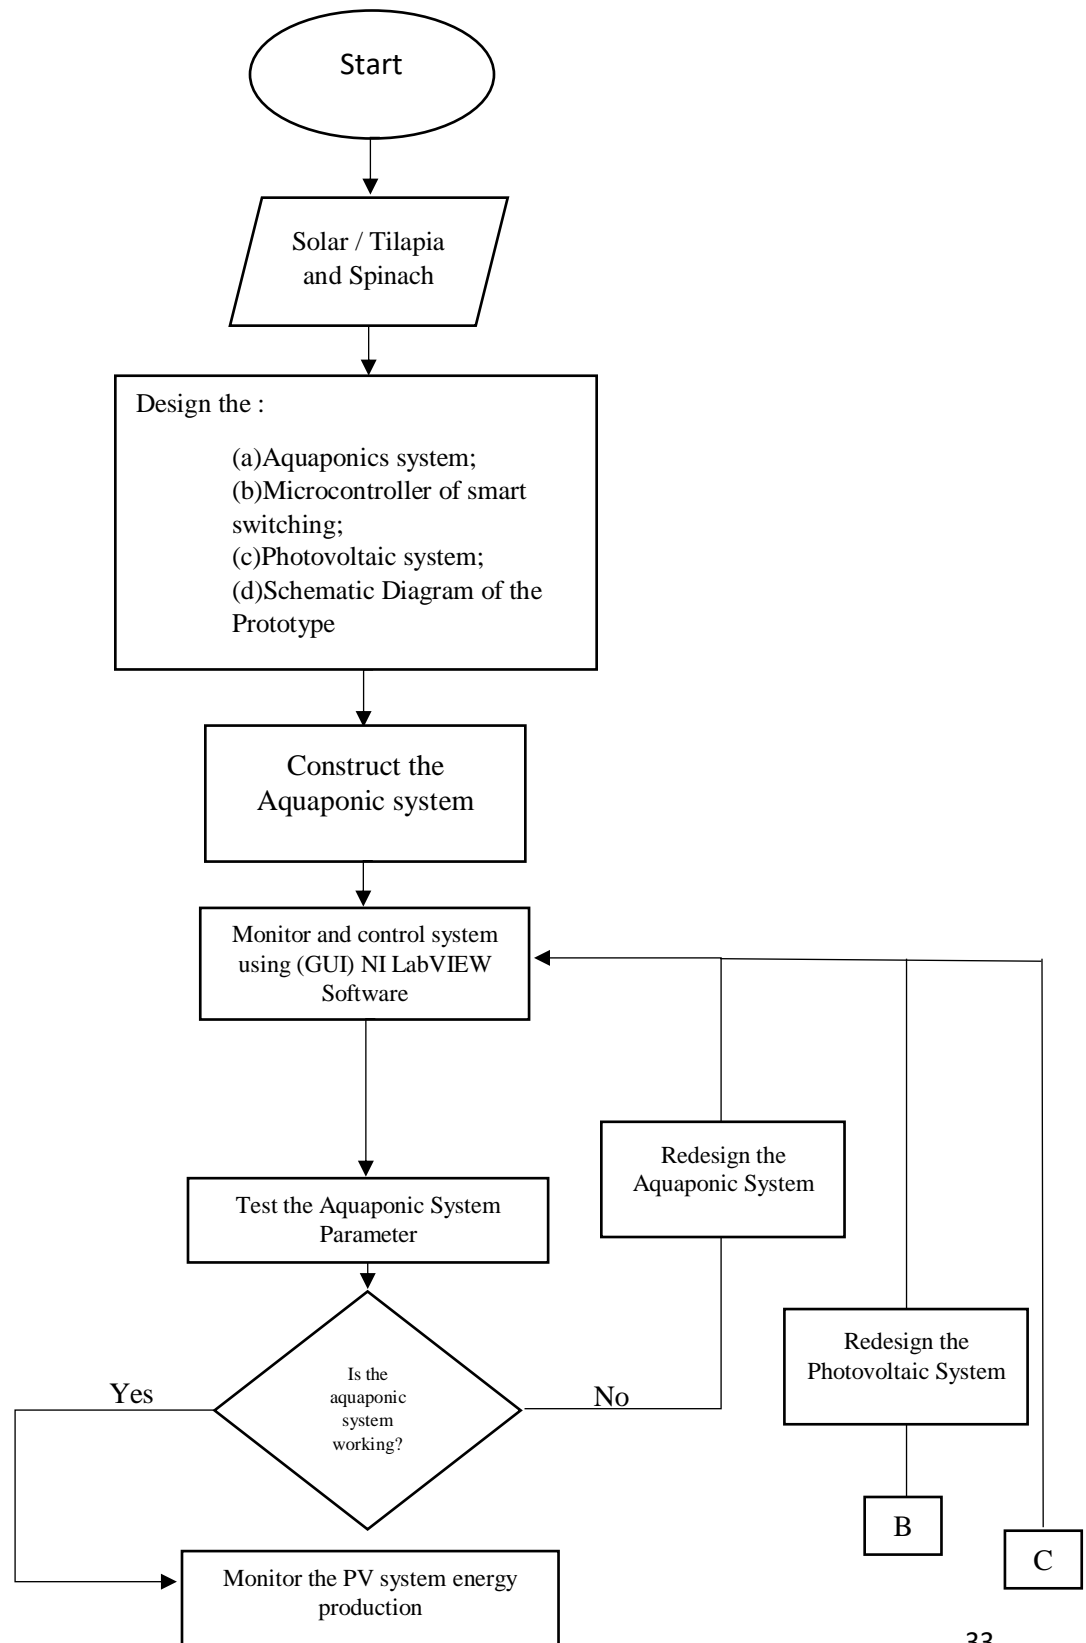 Start
Solar / Tilapia
and Spinach
Design the :
(a)Aquaponics system;
(b)Microcontroller of smart
switching;
(c)Photovoltaic system;
(d)Schematic Diagram of the
Prototype
Construct the
Aquaponic system
Monitor and control system
using (GUI) NI LabVIEW
Software
Test the Aquaponic System
Parameter
Redesign the
Aquaponic System
Redesign the
Photovoltaic System
Is the
aquaponic
system
working?
Yes
No
B
C
Monitor the PV system energy
production
33